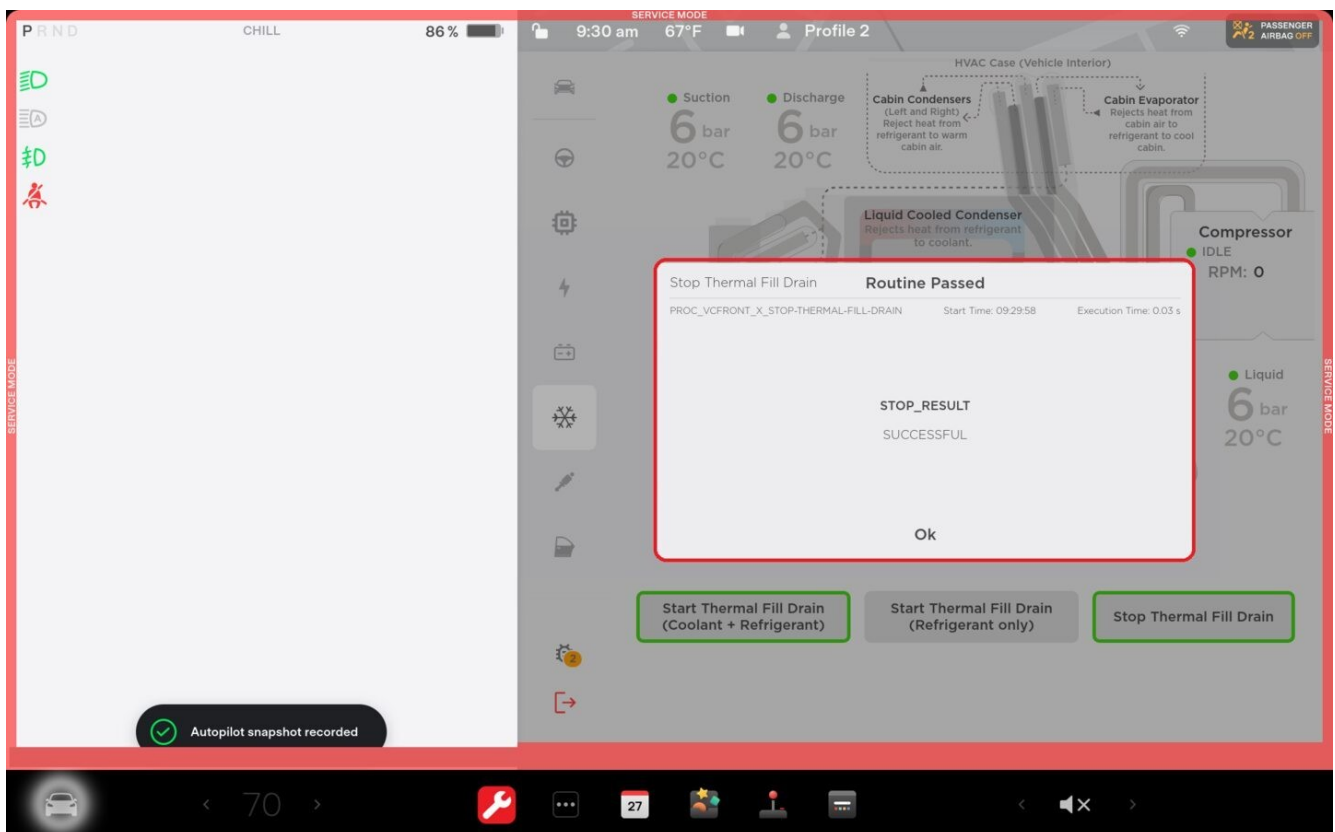 SERVICE MODE
P R N D
CHILL
86 %
9:30 am
67°F
Profile 2
2
PASSENGER
AIRBAG OFF
A
HVAC Case (Vehicle Interior)
Suction
6 bar
20°C
Discharge
6 bar
20°C
Cabin Condensers
(Left and Right)
Reject heat from
refrigerant to warm
cabin air.
Cabin Evaporator
Rejects heat from
cabin air to
refrigerant to cool
cabin.
Liquid Cooled Condenser
Rejects heat from refrigerant
to coolant.
Compressor
IDLE
RPM: 0
Stop Thermal Fill Drain
Routine Passed
PROC_VCFRONT_X_STOP-THERMAL-FILL-DRAIN
Start Time: 09:29:58
Execution Time: 0.03 s
STOP_RESULT
SUCCESSFUL
Ok
SERVICE MODE
SERVICE MODE
Liquid
6 bar
20°C
Start Thermal Fill Drain
(Coolant + Refrigerant)
Start Thermal Fill Drain
(Refrigerant only)
Stop Thermal Fill Drain
2
Autopilot snapshot recorded
70
27